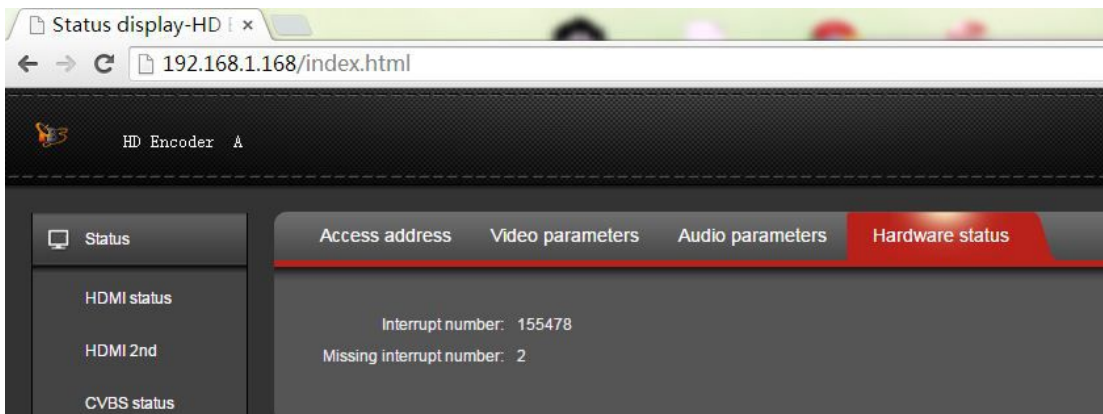 Status display-HD E
192.168.1.168/index.html
HD Encoder A
Status
Access address Video parameters Audio parameters Hardware status
HDMI status
Interrupt number: 155478
HDMI 2nd
Missing interrupt number: 2
CVBS status